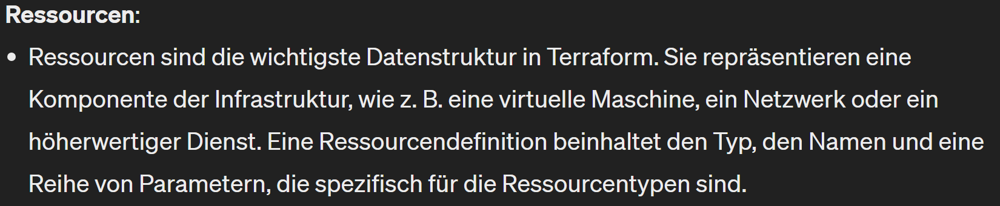 Ressourcen:
• Ressourcen sind die wichtigste Datenstruktur in Terraform. Sie repräsentieren eine
Komponente der Infrastruktur, wie z. B. eine virtuelle Maschine, ein Netzwerk oder ein
höherwertiger Dienst. Eine Ressourcendefinition beinhaltet den Typ, den Namen und eine
Reihe von Parametern, die spezifisch für die Ressourcentypen sind.